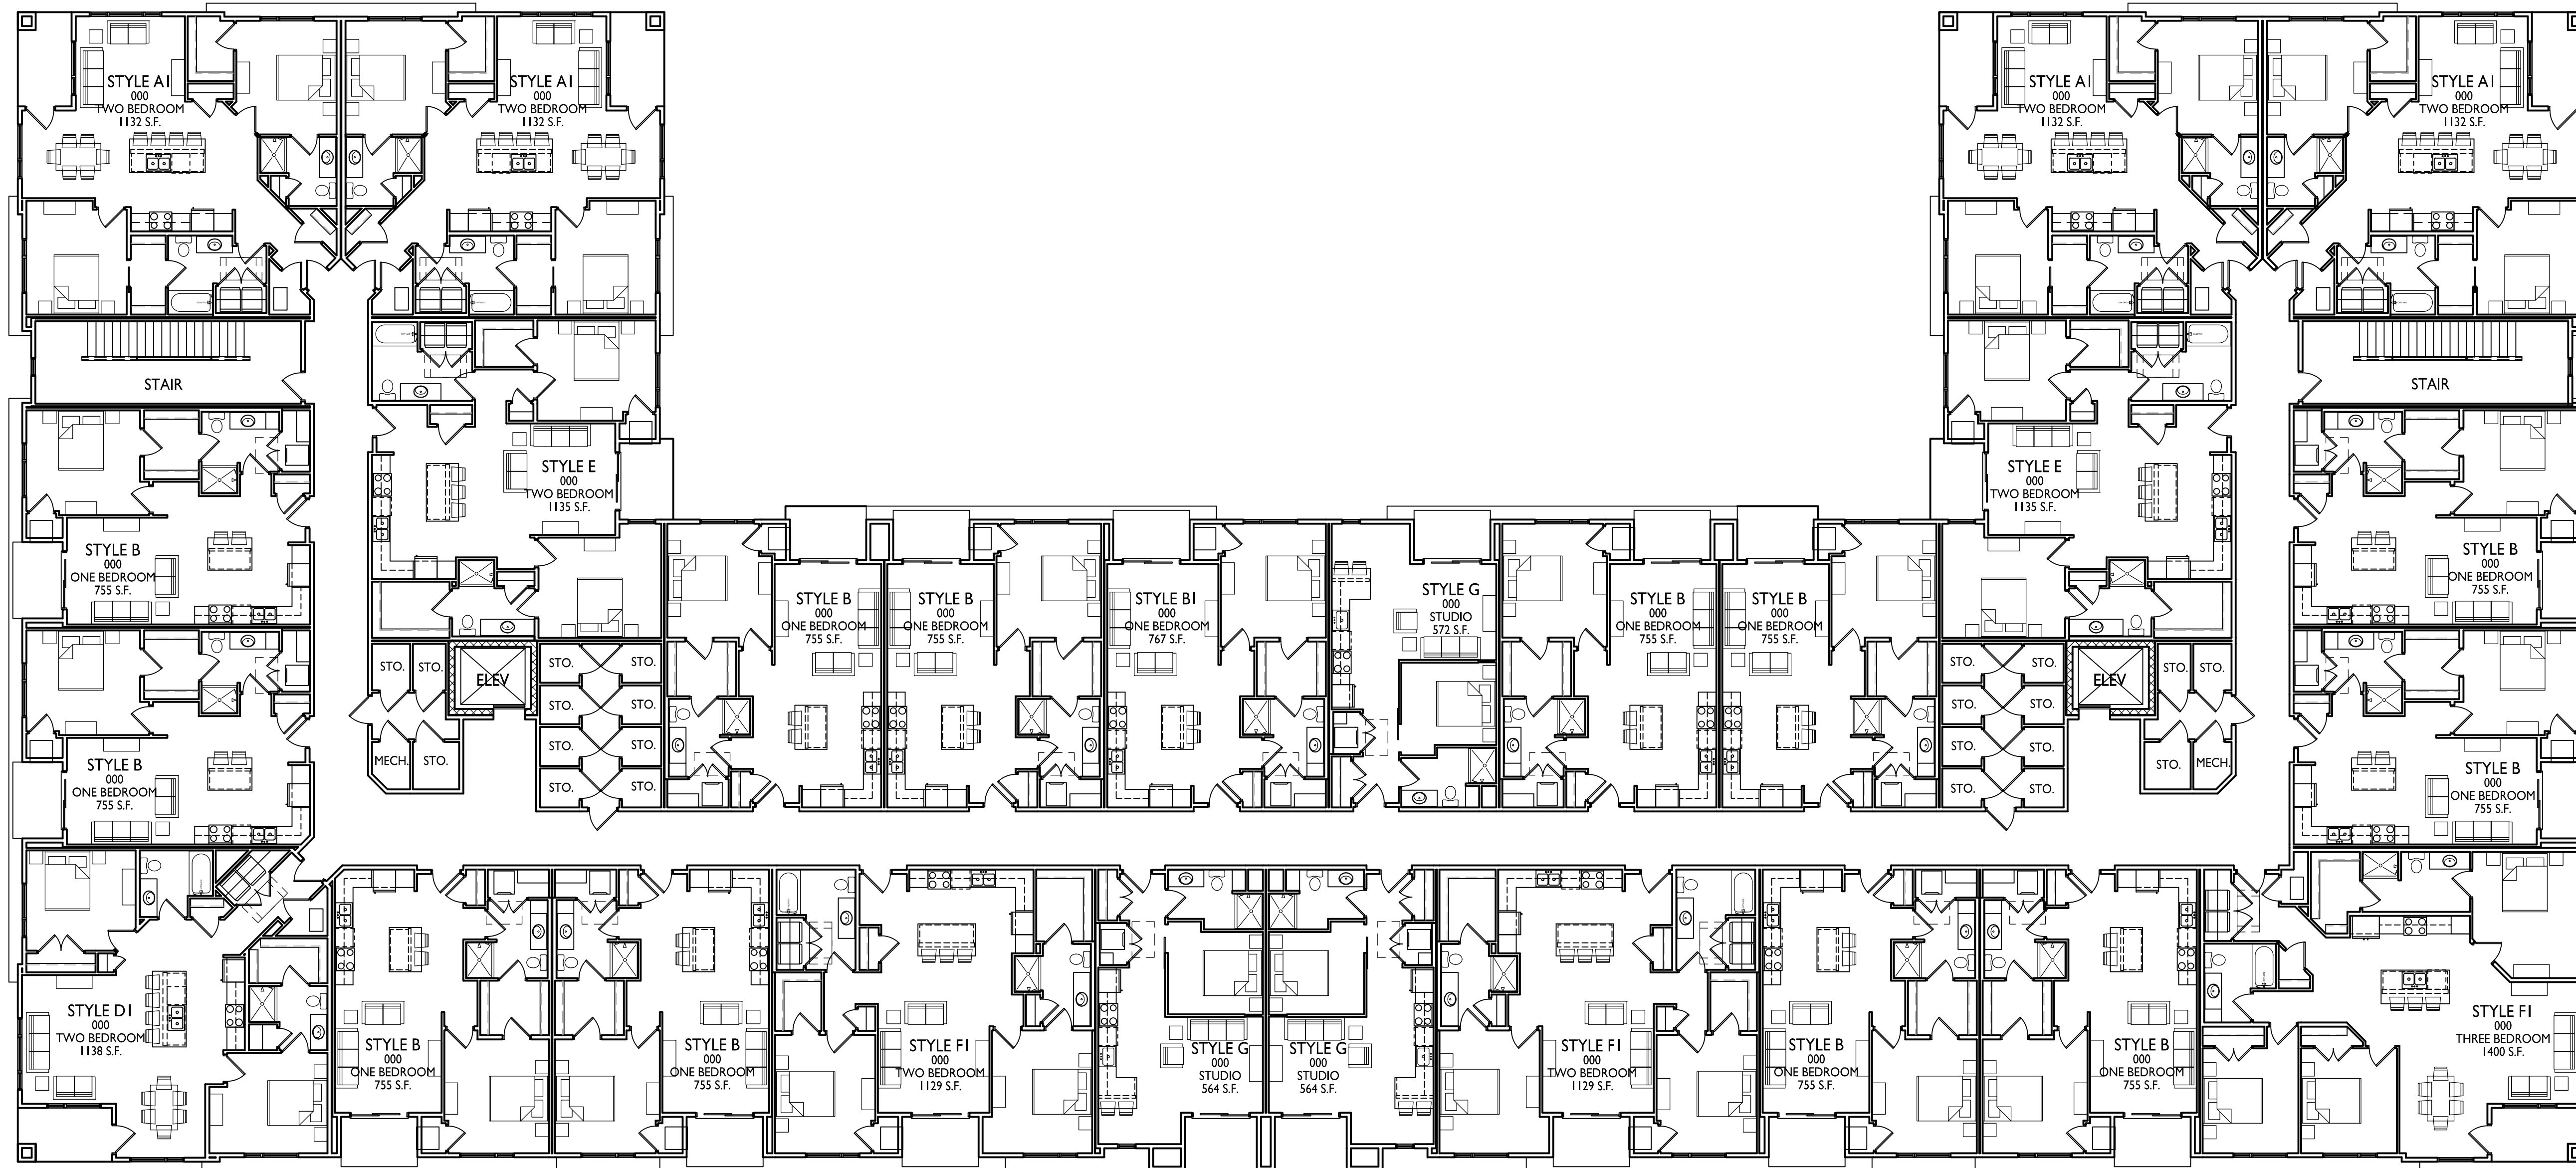 STYLE A1
000
TWO BEDROOM
1132 S.F.
STYLE A1
000
TWO BEDROOM
1132 S.F.
STYLE A1
000
TWO BEDROOM
1132 S.F.
STYLE A1
000
TWO BEDROOM
1132 S.F.
STAIR
STAIR
STYLE E
000
TWO BEDROOM
1135 S.F.
STYLE E
000
TWO BEDROOM
1135 S.F.
STYLE B
000
ONE BEDROOM
755 S.F.
STYLE B
000
ONE BEDROOM
755 S.F.
STYLE B
000
ONE BEDROOM
755 S.F.
STYLE B
000
ONE BEDROOM
755 S.F.
STYLE B1
000
ONE BEDROOM
767 S.F.
STYLE G
000
STUDIO
572 S.F.
STYLE B
000
ONE BEDROOM
755 S.F.
STYLE B
000
ONE BEDROOM
755 S.F.
STO.
STO.
ELEV
STO.
STO.
STO.
STO.
STO.
STO.
STO.
STO.
MECH.
STO.
STO.
STO.
STO.
STO.
STO.
STO.
STO.
STO.
ELEV
STO.
STO.
STO.
MECH.
STYLE B
000
ONE BEDROOM
755 S.F.
STYLE B
000
ONE BEDROOM
755 S.F.
STYLE D1
000
TWO BEDROOM
1138 S.F.
STYLE B
000
ONE BEDROOM
755 S.F.
STYLE B
000
ONE BEDROOM
755 S.F.
STYLE F1
000
TWO BEDROOM
1129 S.F.
STYLE G
000
STUDIO
564 S.F.
STYLE G
000
STUDIO
564 S.F.
STYLE F1
000
TWO BEDROOM
1129 S.F.
STYLE B
000
ONE BEDROOM
755 S.F.
STYLE B
000
ONE BEDROOM
755 S.F.
STYLE F1
000
THREE BEDROOM
1400 S.F.